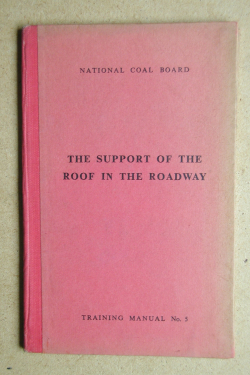 NATIONAL COAL BOARD
THE SUPPORT OF THE
ROOF IN THE ROADWAY
TRAINING MANUAL No. 5